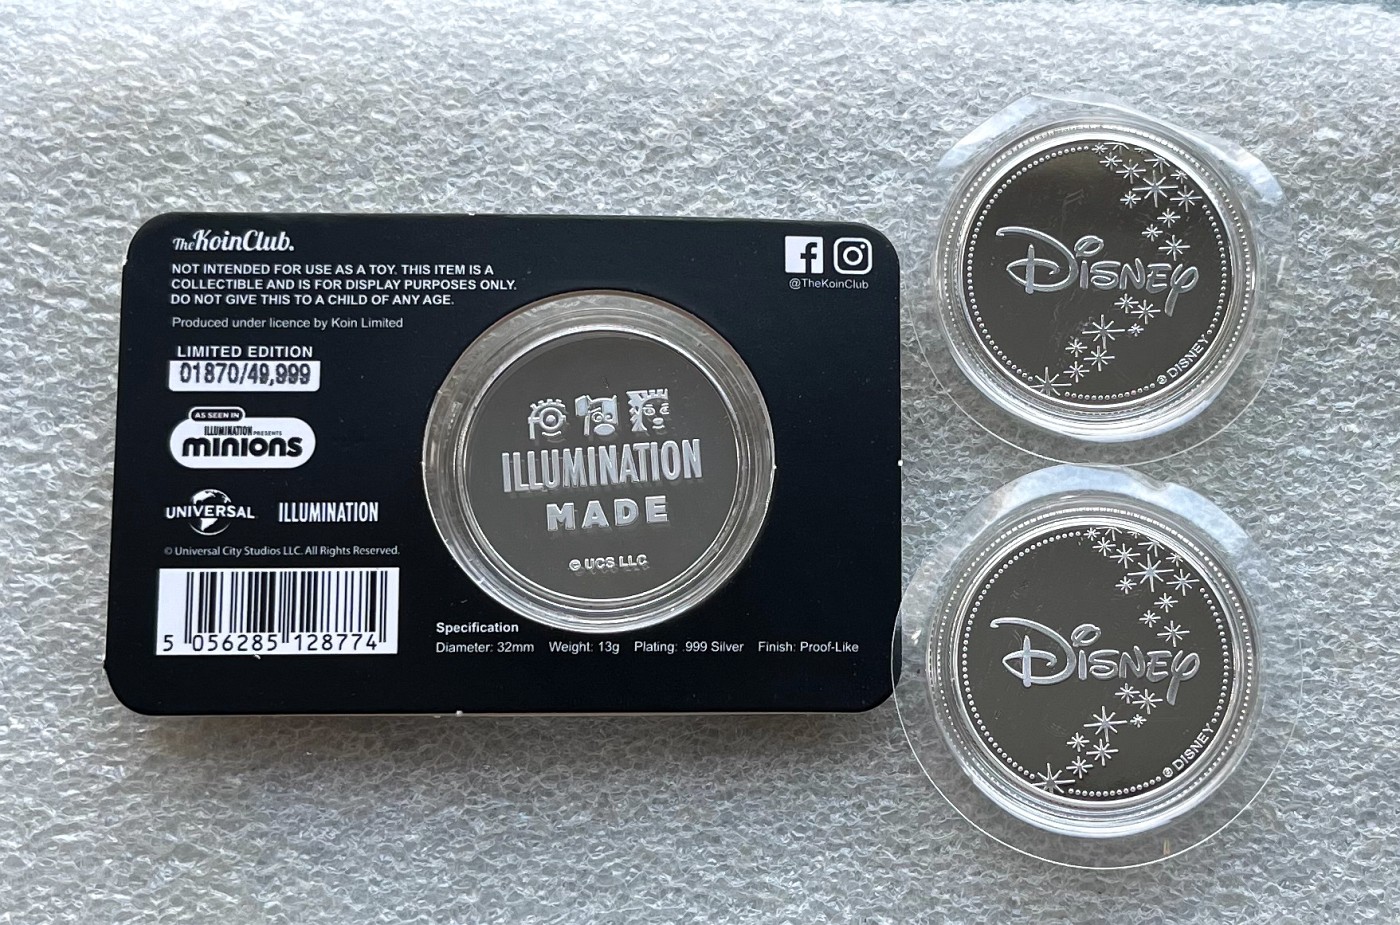 TheKoinClub.
NOT INTENDED FOR USE AS A TOY. THIS ITEM IS A
COLLECTIBLE AND IS FOR DISPLAY PURPOSES ONLY.
DO NOT GIVE THIS TO A CHILD OF ANY AGE.
Produced under licence by Koin Limited
@TheKoinClub
LIMITED EDITION
01870/49,999
AS SEEN IN
ILLUMINATION PRESENTS
minions
UNIVERSAL ILLUMINATION
© Universal City Studios LLC. All Rights Reserved.
5 056285 128774
ILLUMINATION
MADE
© UCS LLC
Specification
Diameter: 32mm Weight: 13g Plating: .999 Silver Finish: Proof-Like
Disney
© DISNEY
Disney
© DISNEY